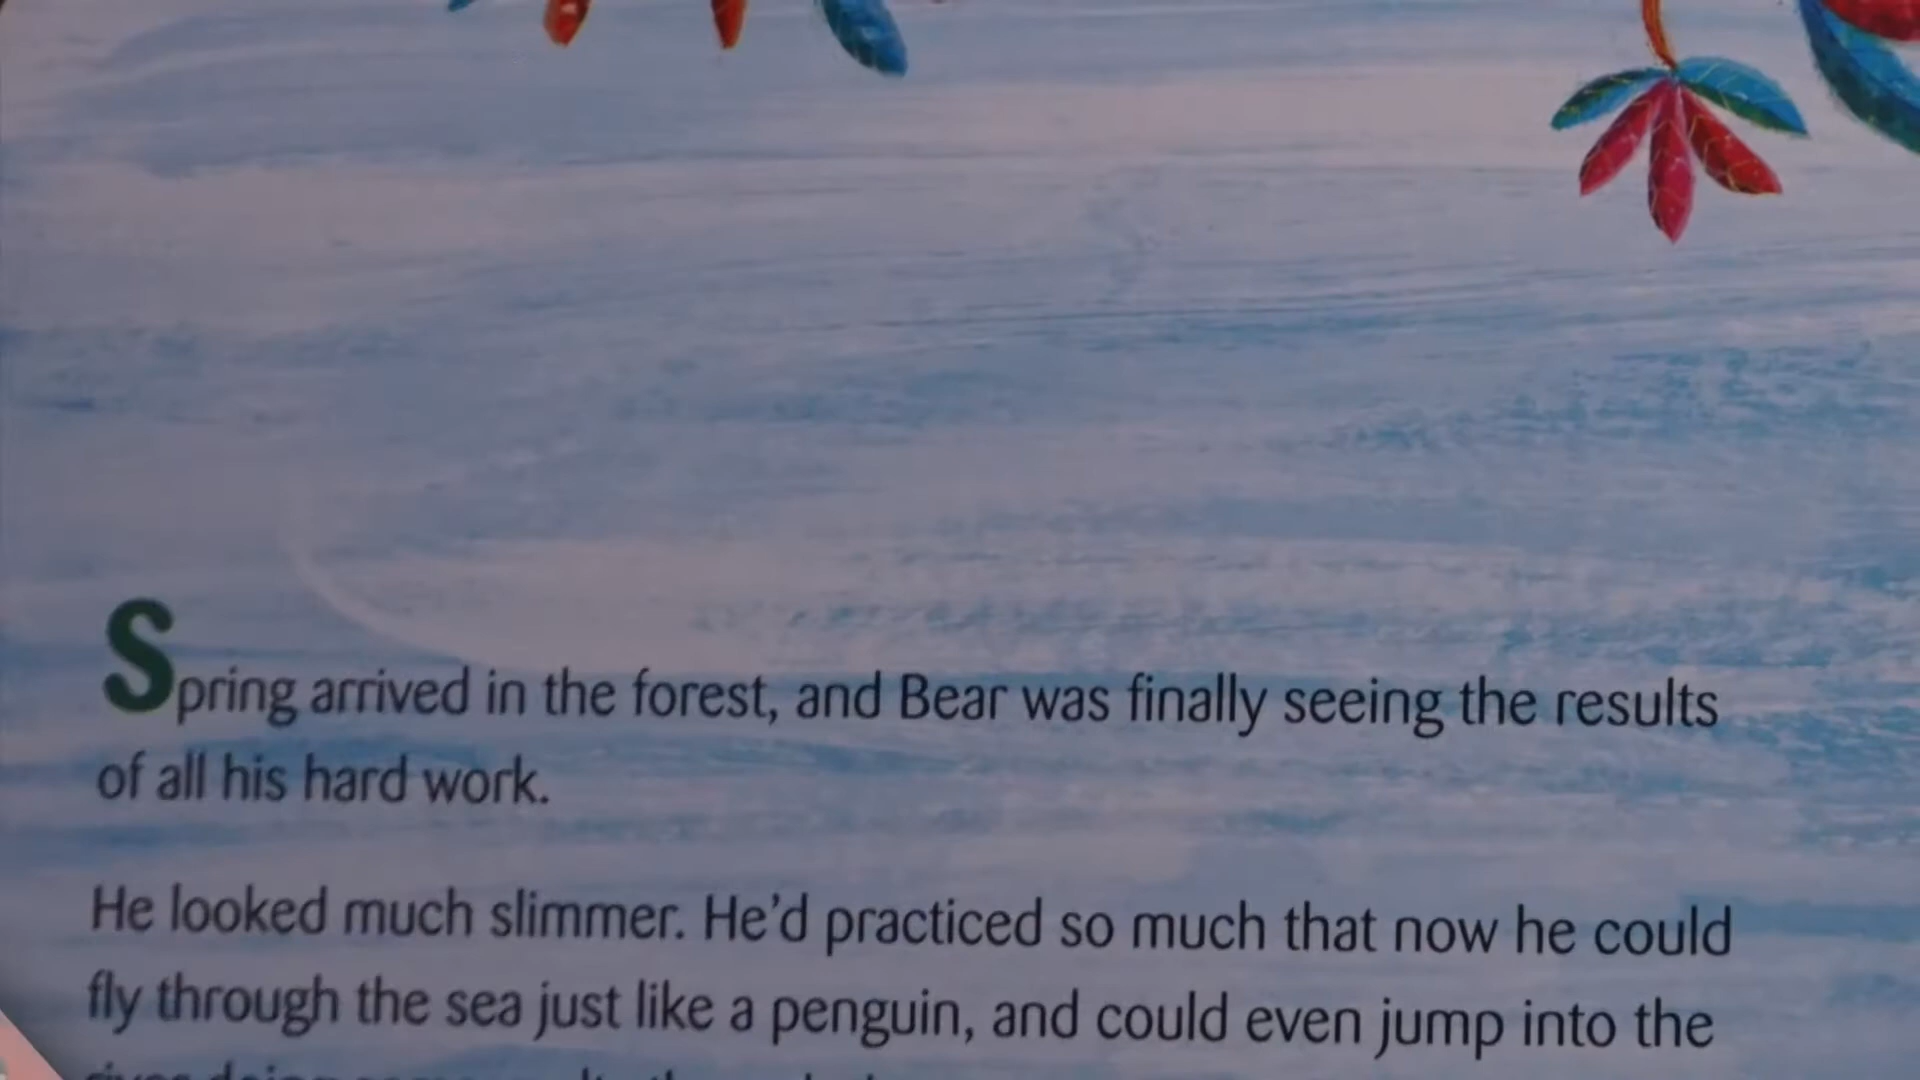 Spring arrived in the forest, and Bear was finally seeing the results
of all his hard work.
He looked much slimmer. He'd practiced so much that now he could
fly through the sea just like a penguin, and could even jump into the